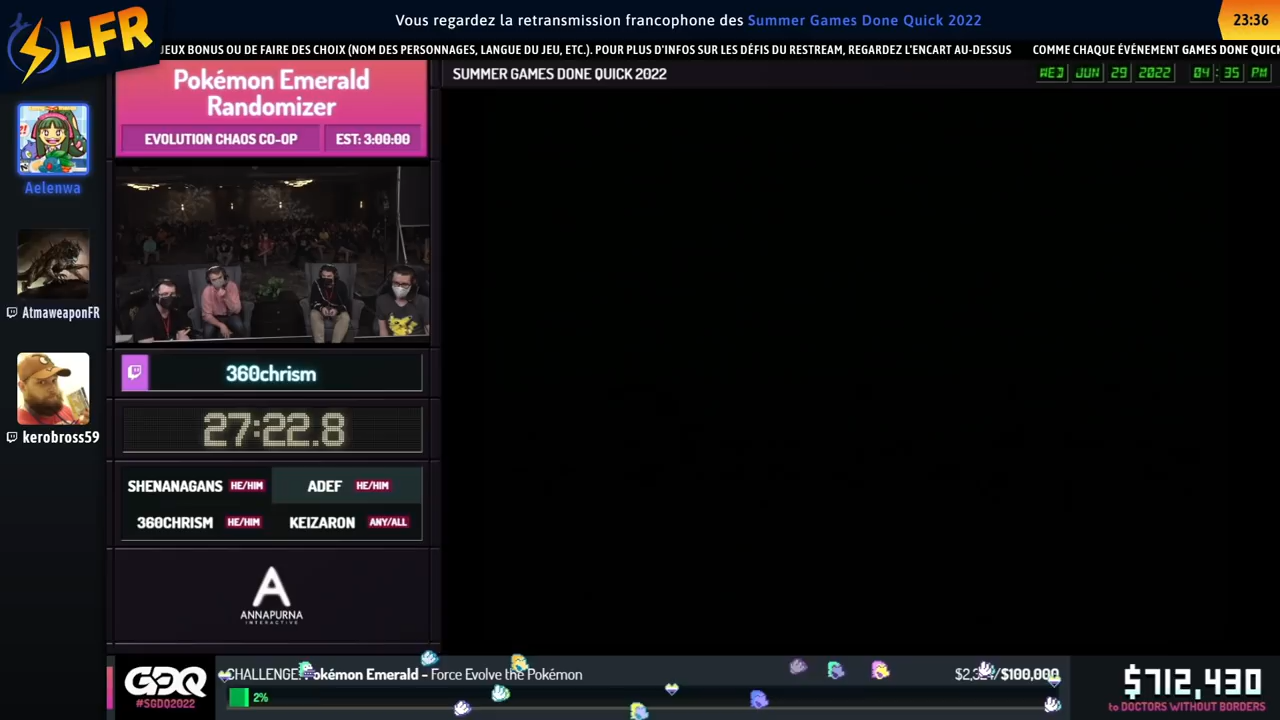 LFR
Vous regardez la retransmission francophone des Summer Games Done Quick 2022
23:36
JEUX BONUS OU DE FAIRE DES CHOIX (NOM DES PERSONNAGES, LANGUE DU JEU, ETC.). POUR PLUS D'INFOS SUR LES DÉFIS DU RESTREAM, REGARDEZ L'ENCART AU-DESSUS COMME CHAQUE ÉVÉNEMENT GAMES DONE QUICK
Pokémon Emerald
Randomizer
EVOLUTION CHAOS CO-OP EST: 3:00:00
SUMMER GAMES DONE QUICK 2022
WED JUN 29 2022 04:35 PM
Aelenwa
AtmaweaponFR
kerobross59
360chrism
27:22.8
SHENANAGANS HE/HIM ADEF HE/HIM
360CHRISM HE/HIM KEIZARON ANY/ALL
ANNAPURNA
INTERACTIVE
GDQ
#SGDQ2022
CHALLENGE: Pokémon Emerald – Force Evolve the Pokémon
/$100,000
2%
$712,430
to DOCTORS WITHOUT BORDERS